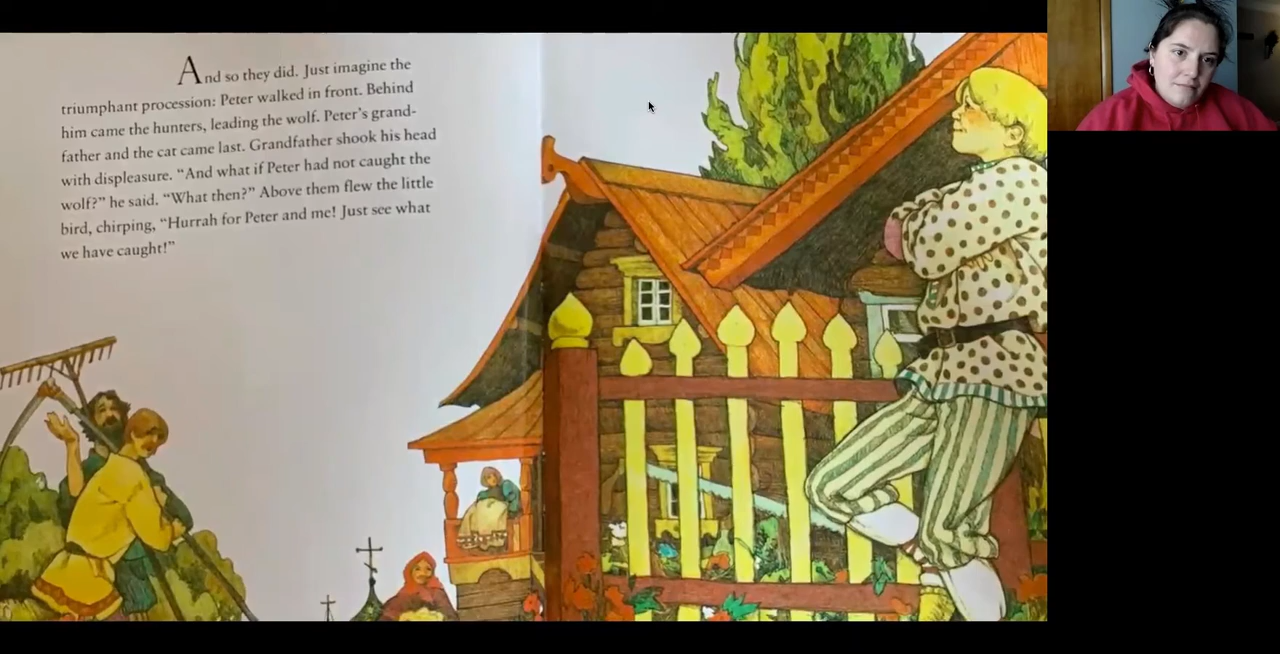 And so they did. Just imagine the
triumphant procession: Peter walked in front. Behind
him came the hunters, leading the wolf. Peter's grand-
father and the cat came last. Grandfather shook his head
with displeasure. “And what if Peter had not caught the
wolf?” he said. “What then?” Above them flew the little
bird, chirping, “Hurrah for Peter and me! Just see what
we have caught!”